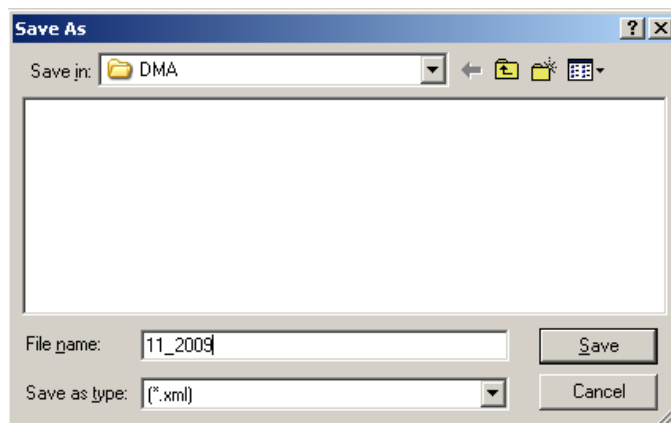 Save As
Save in: DMA
File name: 11_2009
Save
Save as type: (*.xml)
Cancel